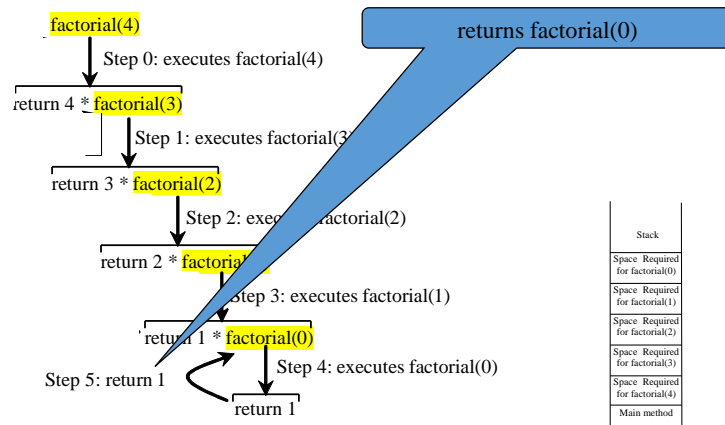 factorial(4)
returns factorial(0)
Step 0: executes factorial(4)
return 4 * factorial(3)
Step 1: executes factorial(3
return 3 * factorial(2)
Step 2: factorial(2)
return 2 *
Step 3: executes factorial(1)
return 1 * factorial(0)
Step 4: executes factorial(0)
Step 5: return 1
return 1
Stack
Space Required
for factorial(0)
Space Required
for factorial(1)
Space Required
for factorial(2)
Space Required
for factorial(3)
Space Required
for factorial(4)
Main method